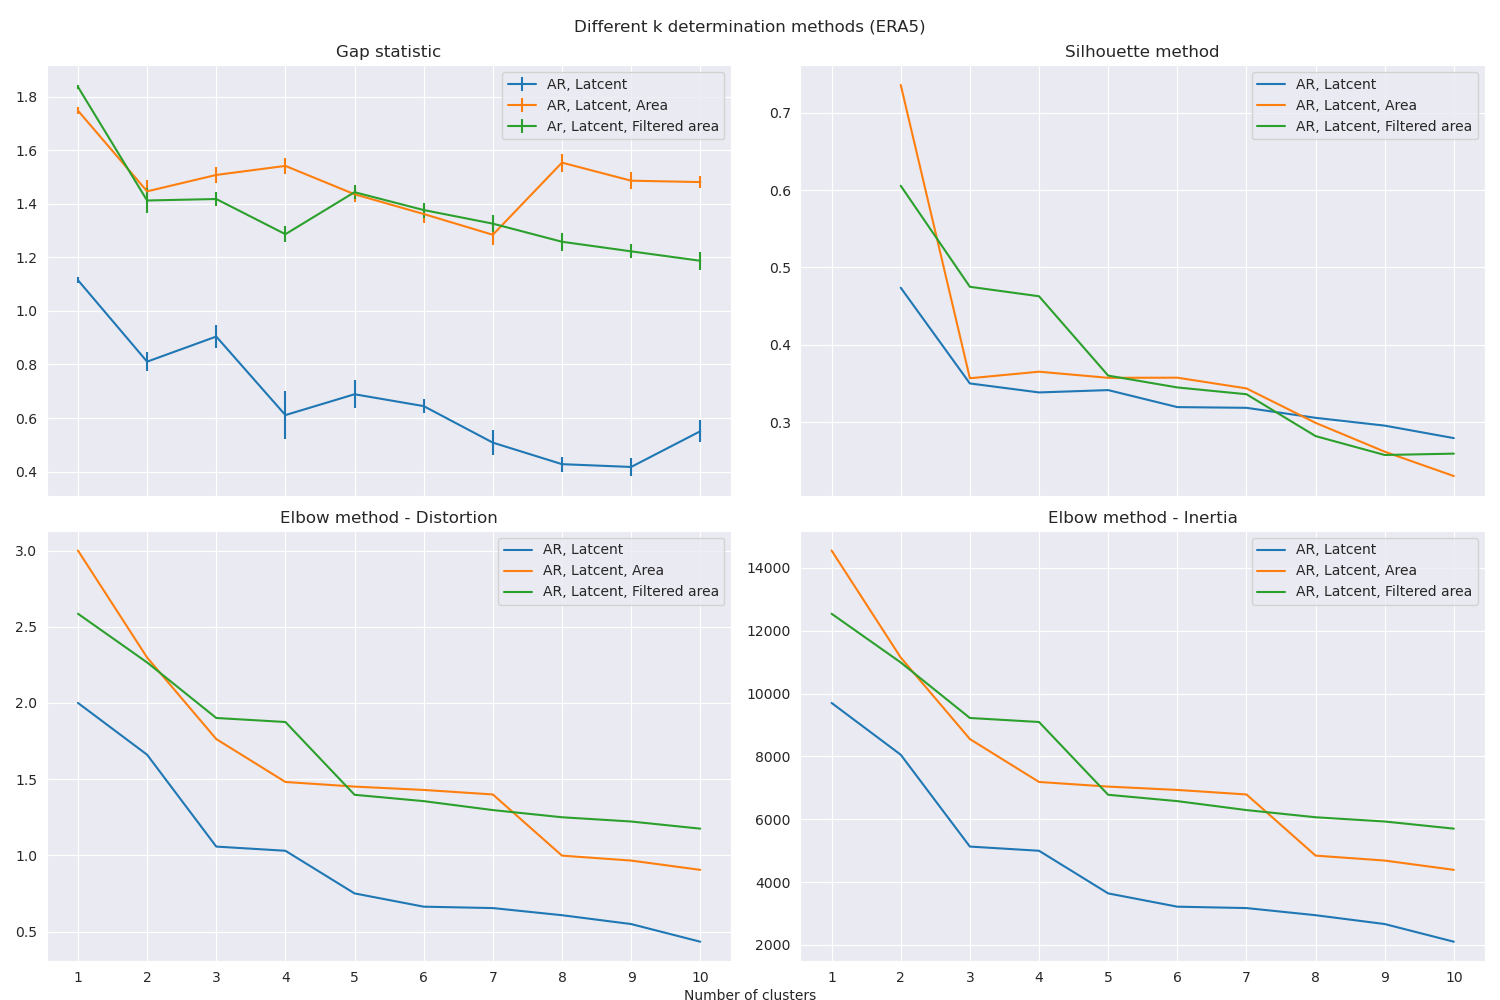 Different k determination methods (ERA5)
Gap statistic
AR, Latcent
AR, Latcent, Area
Ar, Latcent, Filtered area
1.8
1.6
1.4
1.2
1.0
0.8
0.6
0.4
Silhouette method
AR, Latcent
AR, Latcent, Area
AR, Latcent, Filtered area
0.7
0.6
0.5
0.4
0.3
Elbow method - Distortion
AR, Latcent
AR, Latcent, Area
AR, Latcent, Filtered area
3.0
2.5
2.0
1.5
1.0
0.5
1 2 3 4 5 6 7 8 9 10
Elbow method - Inertia
AR, Latcent
AR, Latcent, Area
AR, Latcent, Filtered area
14000
12000
10000
8000
6000
4000
2000
1 2 3 4 5 6 7 8 9 10
Number of clusters